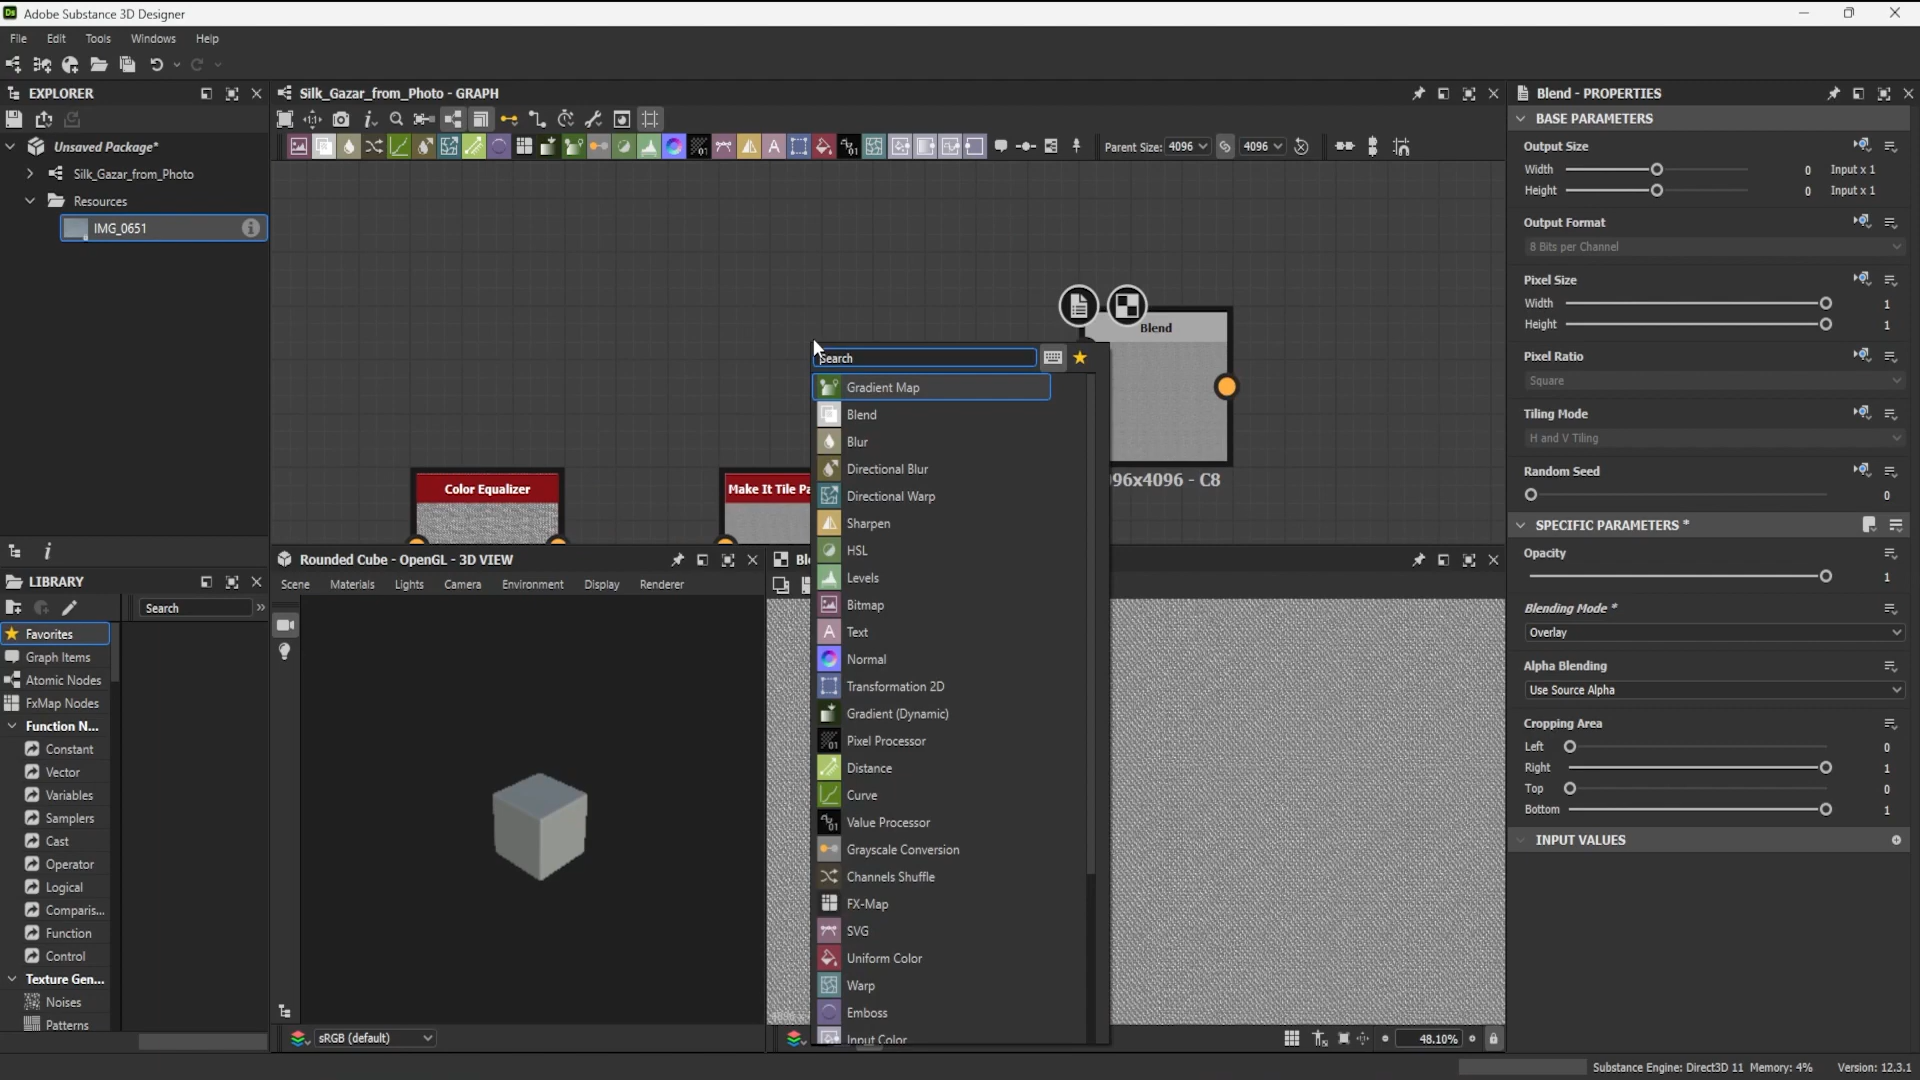 Ds Adobe Substance 3D Designer
File Edit Tools Windows Help
EXPLORER
Unsaved Package*
Silk_Gazar_from_Photo
Resources
IMG_0651
Silk_Gazar_from_Photo - GRAPH
Parent Size: 4096 4096
Blend
96x4096 - C8
Color Equalizer
Make It Tile Pa
Search
Gradient Map
Blend
Blur
Directional Blur
Directional Warp
Sharpen
HSL
Levels
Bitmap
Text
Normal
Transformation 2D
Gradient (Dynamic)
Pixel Processor
Distance
Curve
Value Processor
Grayscale Conversion
Channels Shuffle
FX-Map
SVG
Uniform Color
Warp
Emboss
Input Color
LIBRARY
Search
Favorites
Graph Items
Atomic Nodes
FxMap Nodes
Function N...
Constant
Vector
Variables
Samplers
Cast
Operator
Logical
Comparis...
Function
Control
Texture Gen...
Noises
Patterns
Rounded Cube - OpenGL - 3D VIEW
Scene Materials Lights Camera Environment Display Renderer
sRGB (default)
Ble
48.10%
Blend - PROPERTIES
BASE PARAMETERS
Output Size
Width 0 Input x 1
Height 0 Input x 1
Output Format
8 Bits per Channel
Pixel Size
Width 1
Height 1
Pixel Ratio
Square
Tiling Mode
H and V Tiling
Random Seed
0
SPECIFIC PARAMETERS *
Opacity
1
Blending Mode *
Overlay
Alpha Blending
Use Source Alpha
Cropping Area
Left 0
Right 1
Top 0
Bottom 1
INPUT VALUES
Substance Engine: Direct3D 11 Memory: 4% Version: 12.3.1